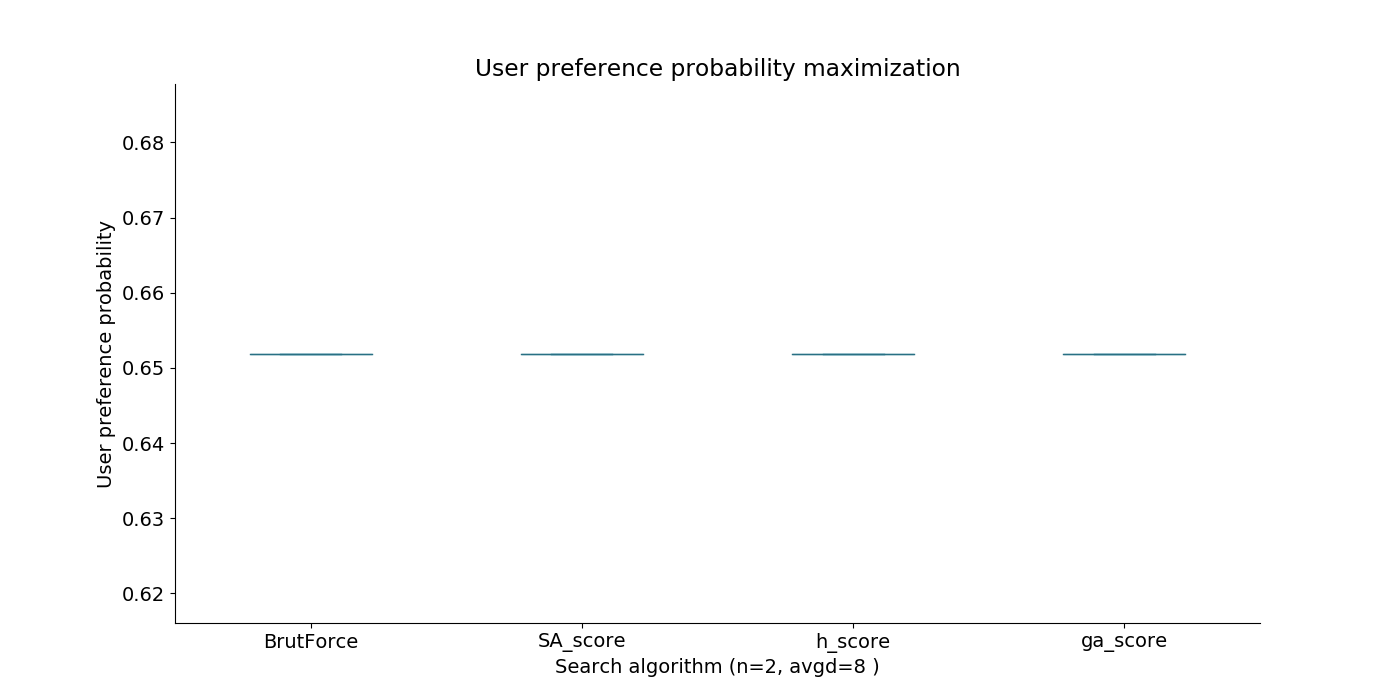 User preference probability maximization
User preference probability
0.68
0.67
0.66
0.65
0.64
0.63
0.62
BrutForce
SA_score
h_score
ga_score
Search algorithm (n=2, avgd=8 )